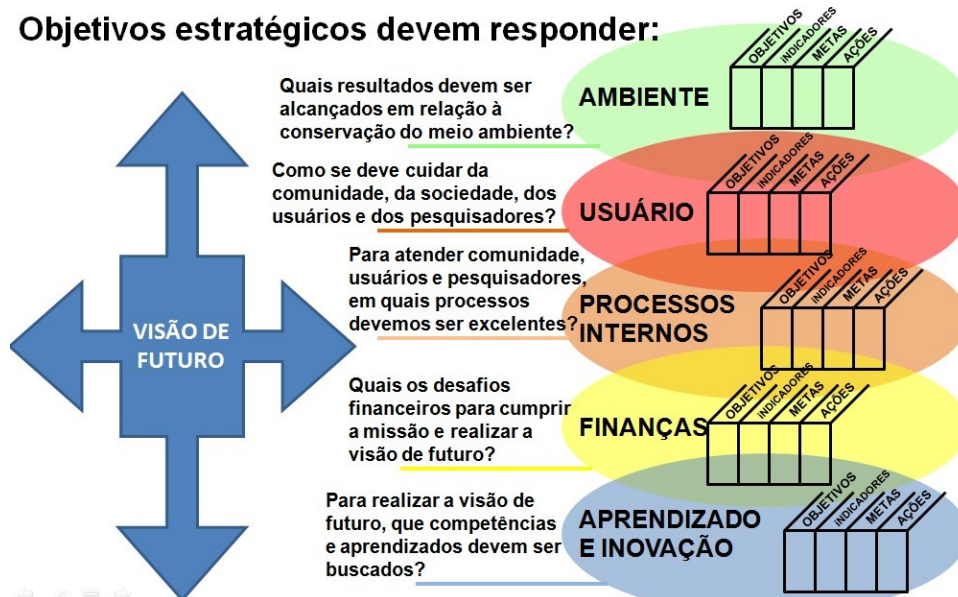 Objetivos estratégicos devem responder:
VISÃO DE
FUTURO
Quais resultados devem ser
alcançados em relação à
conservação do meio ambiente?
AMBIENTE
OBJETIVOS
INDICADORES
METAS
AÇÕES
Como se deve cuidar da
comunidade, da sociedade, dos
usuários e dos pesquisadores?
USUÁRIO
OBJETIVOS
INDICADORES
METAS
AÇÕES
Para atender comunidade,
usuários e pesquisadores,
em quais processos
devemos ser excelentes?
PROCESSOS
INTERNOS
OBJETIVOS
INDICADORES
METAS
AÇÕES
Quais os desafios
financeiros para cumprir
a missão e realizar a
visão de futuro?
FINANÇAS
OBJETIVOS
INDICADORES
METAS
AÇÕES
Para realizar a visão de
futuro, que competências
e aprendizados devem ser
buscados?
APRENDIZADO
E INOVAÇÃO
OBJETIVOS
INDICADORES
METAS
AÇÕES